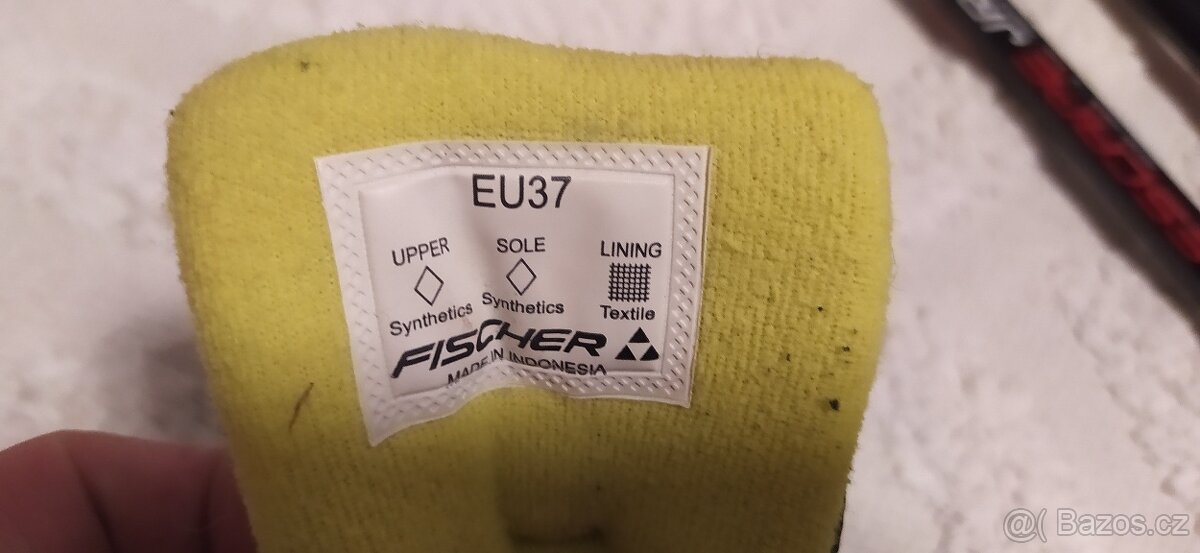 EU37
UPPER SOLE LINING
Synthetics Synthetics Textile
FISCHER
MADE IN INDONESIA
@( Bazos.cz